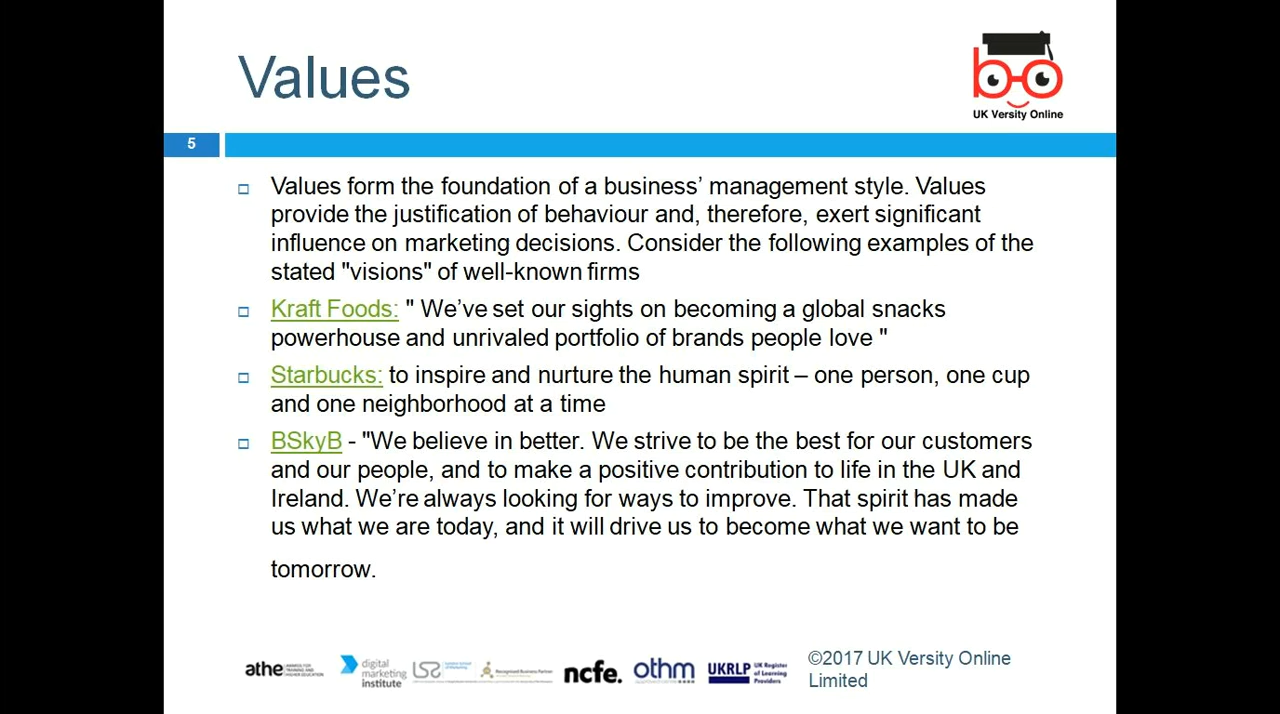 Values
UK Versity Online
5
Values form the foundation of a business’ management style. Values
provide the justification of behaviour and, therefore, exert significant
influence on marketing decisions. Consider the following examples of the
stated "visions" of well-known firms
Kraft Foods: " We’ve set our sights on becoming a global snacks
powerhouse and unrivaled portfolio of brands people love "
Starbucks: to inspire and nurture the human spirit – one person, one cup
and one neighborhood at a time
BSkyB - "We believe in better. We strive to be the best for our customers
and our people, and to make a positive contribution to life in the UK and
Ireland. We’re always looking for ways to improve. That spirit has made
us what we are today, and it will drive us to become what we want to be
tomorrow.
athe
digital
marketing
institute
Recognised Business Partner
ncfe.
othm
UKRLP UK Register
of Learning
Providers
©2017 UK Versity Online
Limited